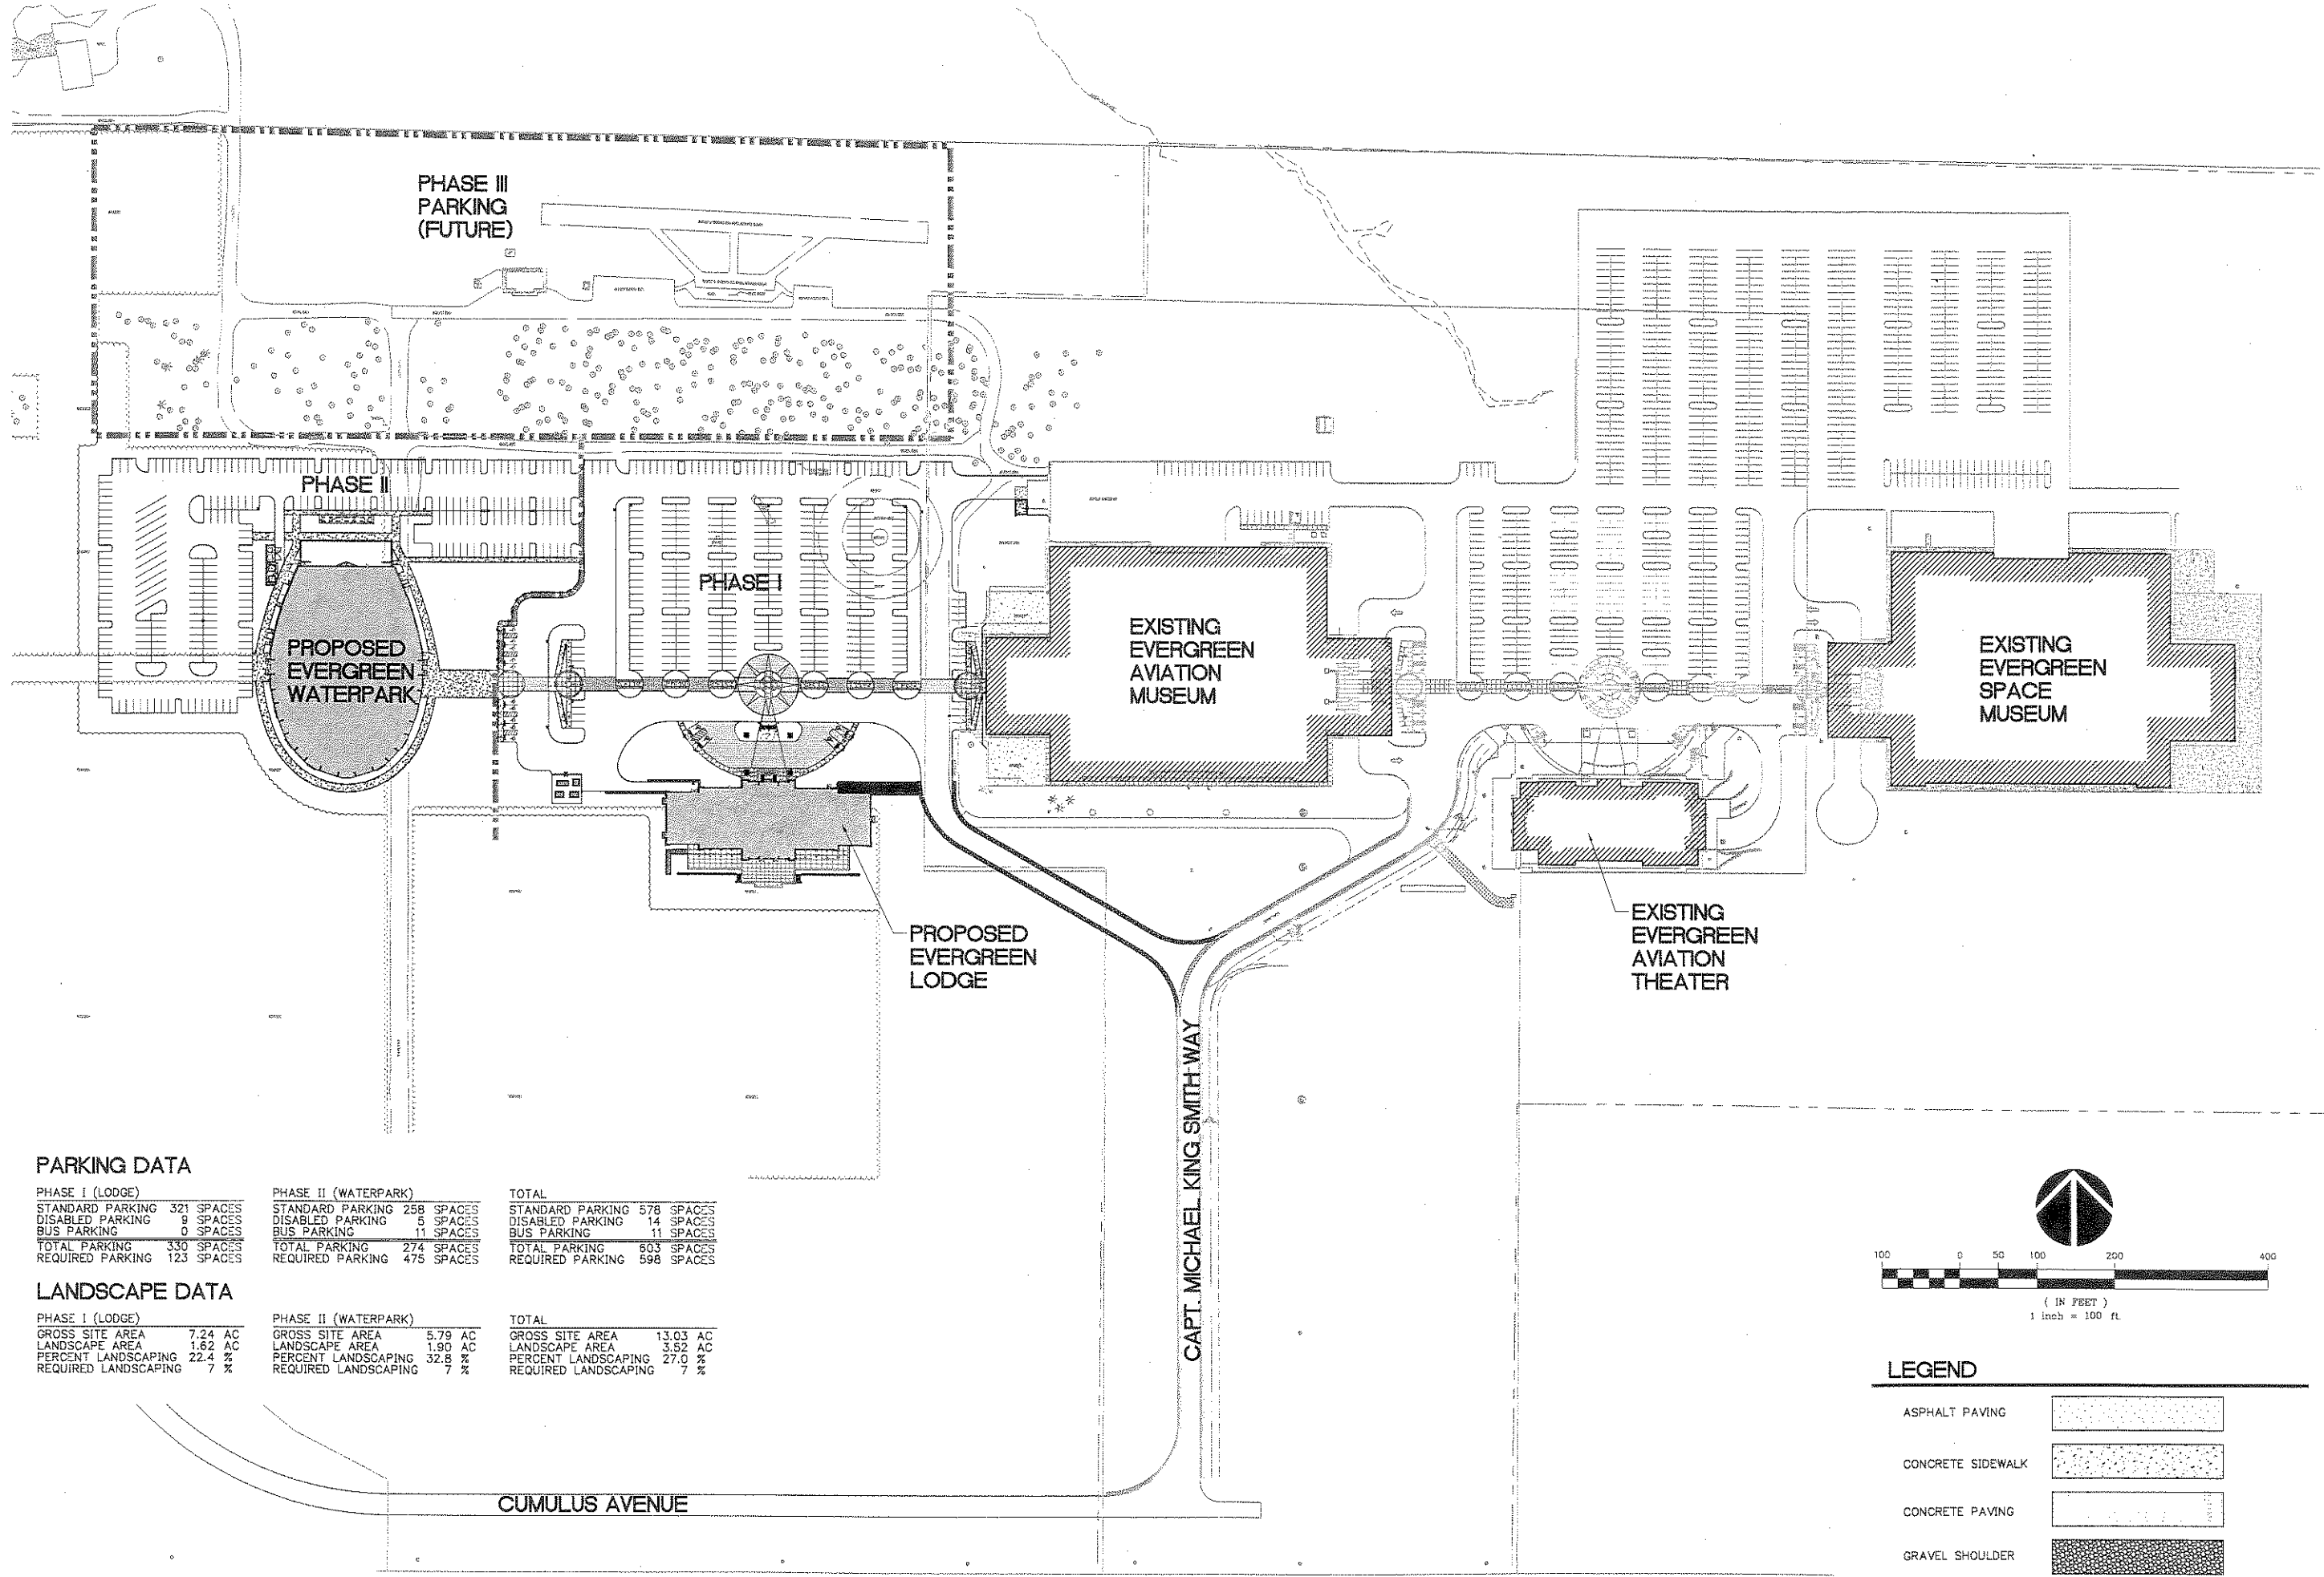 PHASE III
PARKING
(FUTURE)
PHASE II
PHASE I
PROPOSED
EVERGREEN
WATERPARK
EXISTING
EVERGREEN
AVIATION
MUSEUM
EXISTING
EVERGREEN
SPACE
MUSEUM
PROPOSED
EVERGREEN
LODGE
EXISTING
EVERGREEN
AVIATION
THEATER
CAPT. MICHAEL KING SMITH WAY
CUMULUS AVENUE
PARKING DATA
PHASE I (LODGE)
STANDARD PARKING 321 SPACES
DISABLED PARKING 9 SPACES
BUS PARKING 0 SPACES
TOTAL PARKING 330 SPACES
REQUIRED PARKING 123 SPACES
PHASE II (WATERPARK)
STANDARD PARKING 258 SPACES
DISABLED PARKING 5 SPACES
BUS PARKING 11 SPACES
TOTAL PARKING 274 SPACES
REQUIRED PARKING 475 SPACES
TOTAL
STANDARD PARKING 578 SPACES
DISABLED PARKING 14 SPACES
BUS PARKING 11 SPACES
TOTAL PARKING 603 SPACES
REQUIRED PARKING 598 SPACES
LANDSCAPE DATA
PHASE I (LODGE)
GROSS SITE AREA 7.24 AC
LANDSCAPE AREA 1.62 AC
PERCENT LANDSCAPING 22.4 %
REQUIRED LANDSCAPING 7 %
PHASE II (WATERPARK)
GROSS SITE AREA 5.79 AC
LANDSCAPE AREA 1.90 AC
PERCENT LANDSCAPING 32.8 %
REQUIRED LANDSCAPING 7 %
TOTAL
GROSS SITE AREA 13.03 AC
LANDSCAPE AREA 3.52 AC
PERCENT LANDSCAPING 27.0 %
REQUIRED LANDSCAPING 7 %
100 0 50 100 200 400
( IN FEET )
1 inch = 100 ft.
LEGEND
ASPHALT PAVING
CONCRETE SIDEWALK
CONCRETE PAVING
GRAVEL SHOULDER